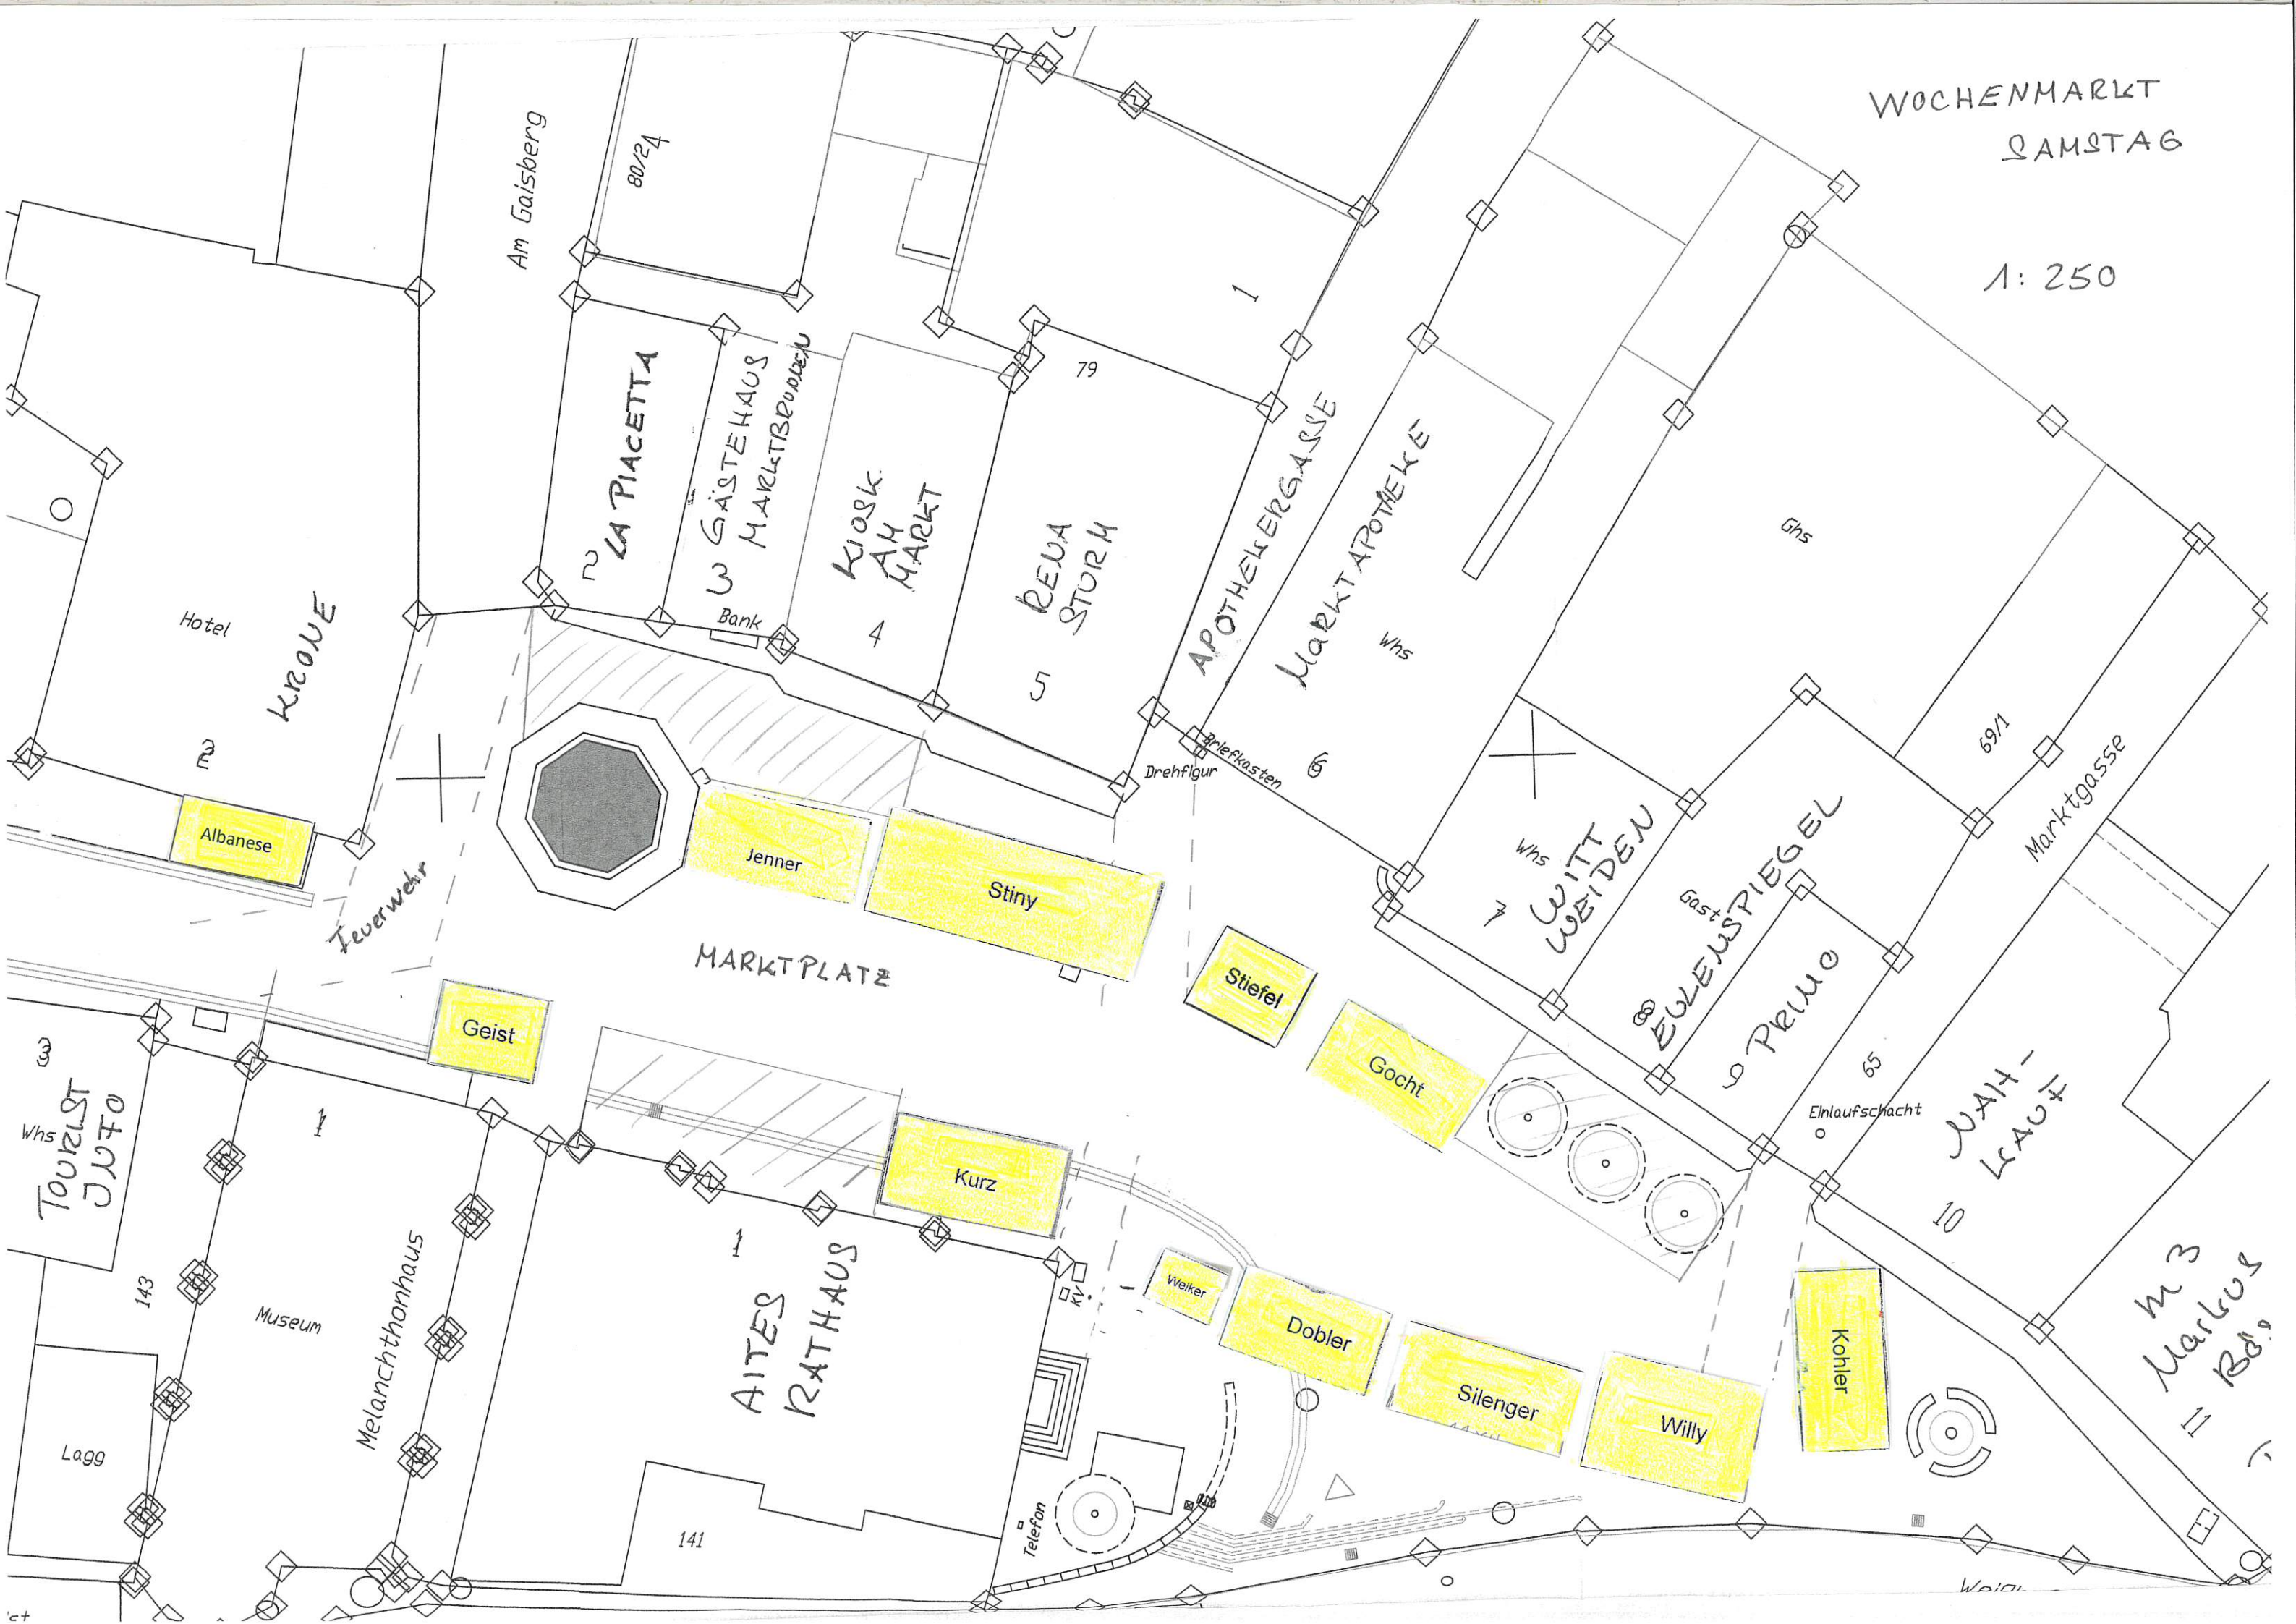 WOCHENMARKT
SAMSTAG
1: 250
Am Gaisberg
80/24
1
79
LA PIACETTA
2
GÄSTEHAUS
MARKTBRUNNEN
3
Bank
KIOSK
AM
MARKT
4
RENA
STURM
5
APOTHEKERGASSE
MARKTAPOTHEKE
Whs
6
Briefkasten
Drehfigur
Ghs
69/1
Marktgasse
Hotel
KRONE
2
Albanese
Feuerwehr
Jenner
Stiny
MARKTPLATZ
Stiefel
Gocht
Whs
7
WITT
WEIDEN
Gast
8
EULENSPIEGEL
9
PRIMO
65
Einlaufschacht
NAH-
KAUF
10
M 3
Markus
11
Geist
Kurz
3
TOURIST
INFO
Whs
143
Lagg
1
Museum
Melanchthonhaus
1
AlTES
RATHAUS
141
KV
Telefon
Weiker
Dobler
Silenger
Willy
Kohler